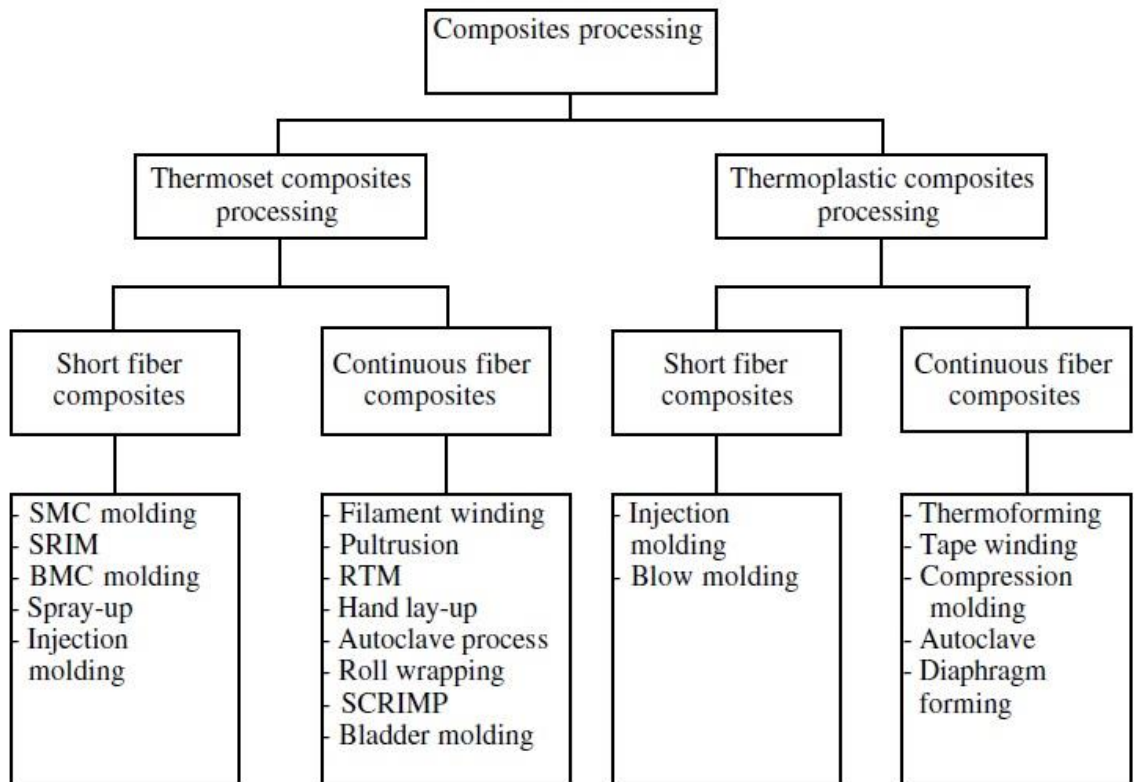 Composites processing
Thermoset composites
processing
Thermoplastic composites
processing
Short fiber
composites
Continuous fiber
composites
Short fiber
composites
Continuous fiber
composites
- SMC molding
- SRIM
- BMC molding
- Spray-up
- Injection
molding
- Filament winding
- Pultrusion
- RTM
- Hand lay-up
- Autoclave process
- Roll wrapping
- SCRIMP
- Bladder molding
- Injection
molding
- Blow molding
- Thermoforming
- Tape winding
- Compression
molding
- Autoclave
- Diaphragm
forming